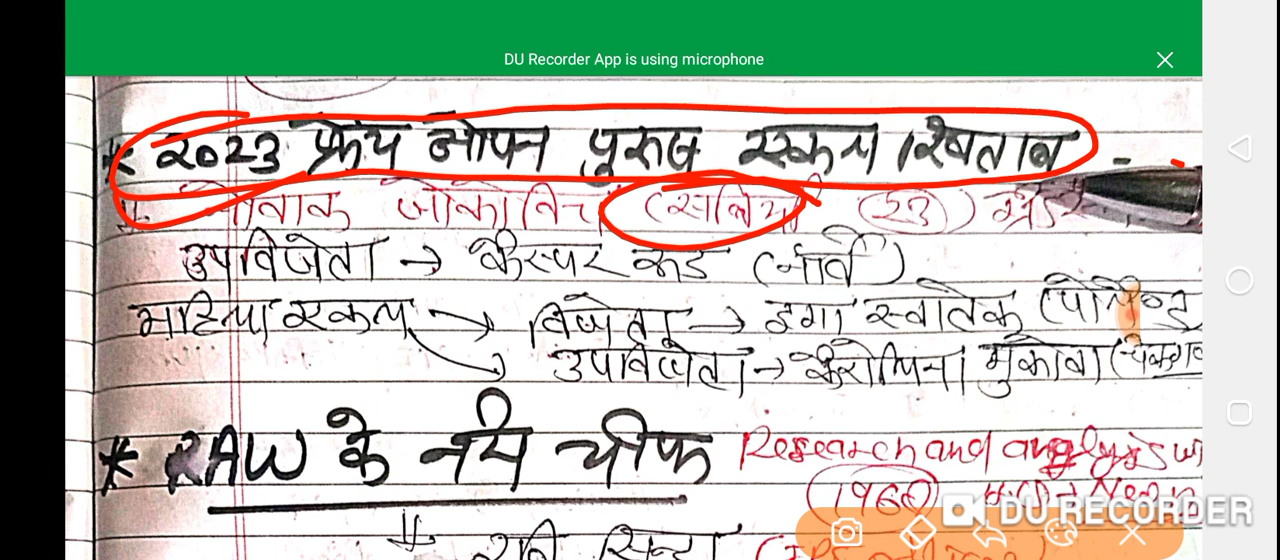 DU Recorder App is using microphone
* 2023 फ्रेंच ओपन पुरुष एकल खिताब
नोवाक जोकोविच (सर्बिया) (23)
उपविजेता → कैस्पर रूड (नार्वे)
महिला एकल → विजेता → इगा स्वातेक (पोलैण्ड
उपविजेता → कैरोलिना मुकोवा (
* RAW के नये चीफ Research and analysis w
(1968)
रवि सिन्हा
DU RECORDER